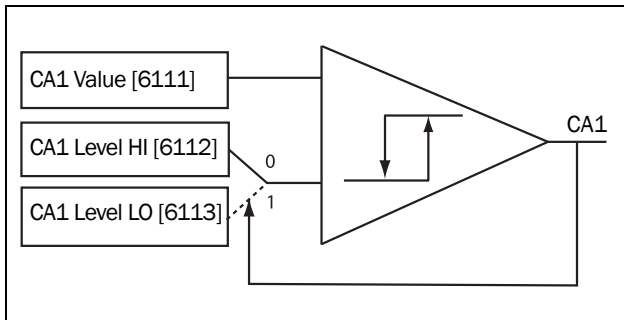 CA1 Value [6111]
CA1 Level HI [6112]
CA1 Level LO [6113]
0
1
CA1